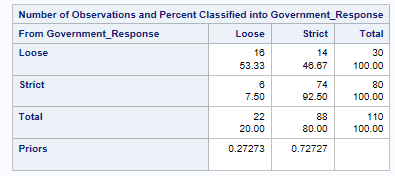 Number of Observations and Percent Classified into Government_Response
From Government_Response Loose Strict Total
Loose 16 14 30
53.33 46.67 100.00
Strict 6 74 80
7.50 92.50 100.00
Total 22 88 110
20.00 80.00 100.00
Priors 0.27273 0.72727